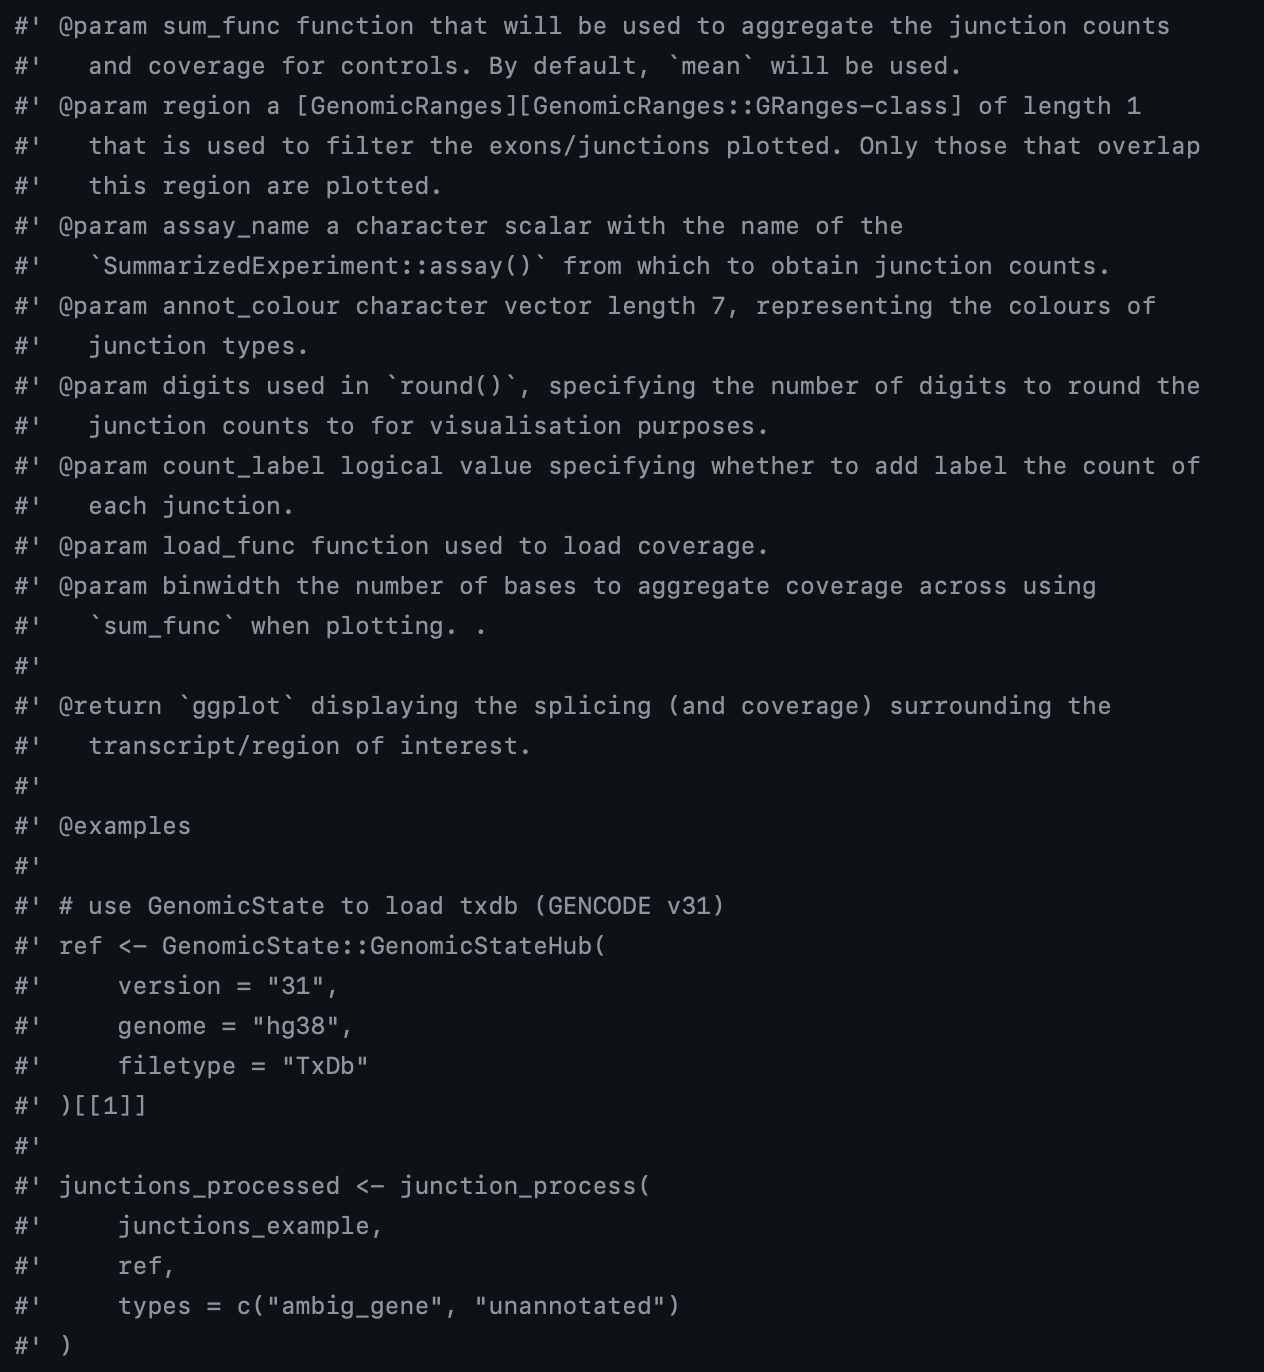 #' @param sum_func function that will be used to aggregate the junction counts
#'   and coverage for controls. By default, `mean` will be used.
#' @param region a [GenomicRanges][GenomicRanges::GRanges-class] of length 1
#'   that is used to filter the exons/junctions plotted. Only those that overlap
#'   this region are plotted.
#' @param assay_name a character scalar with the name of the
#'   `SummarizedExperiment::assay()` from which to obtain junction counts.
#' @param annot_colour character vector length 7, representing the colours of
#'   junction types.
#' @param digits used in `round()`, specifying the number of digits to round the
#'   junction counts to for visualisation purposes.
#' @param count_label logical value specifying whether to add label the count of
#'   each junction.
#' @param load_func function used to load coverage.
#' @param binwidth the number of bases to aggregate coverage across using
#'   `sum_func` when plotting. .
#'
#' @return `ggplot` displaying the splicing (and coverage) surrounding the
#'   transcript/region of interest.
#'
#' @examples
#'
#' # use GenomicState to load txdb (GENCODE v31)
#' ref <- GenomicState::GenomicStateHub(
#'     version = "31",
#'     genome = "hg38",
#'     filetype = "TxDb"
#' )[[1]]
#'
#' junctions_processed <- junction_process(
#'     junctions_example,
#'     ref,
#'     types = c("ambig_gene", "unannotated")
#' )